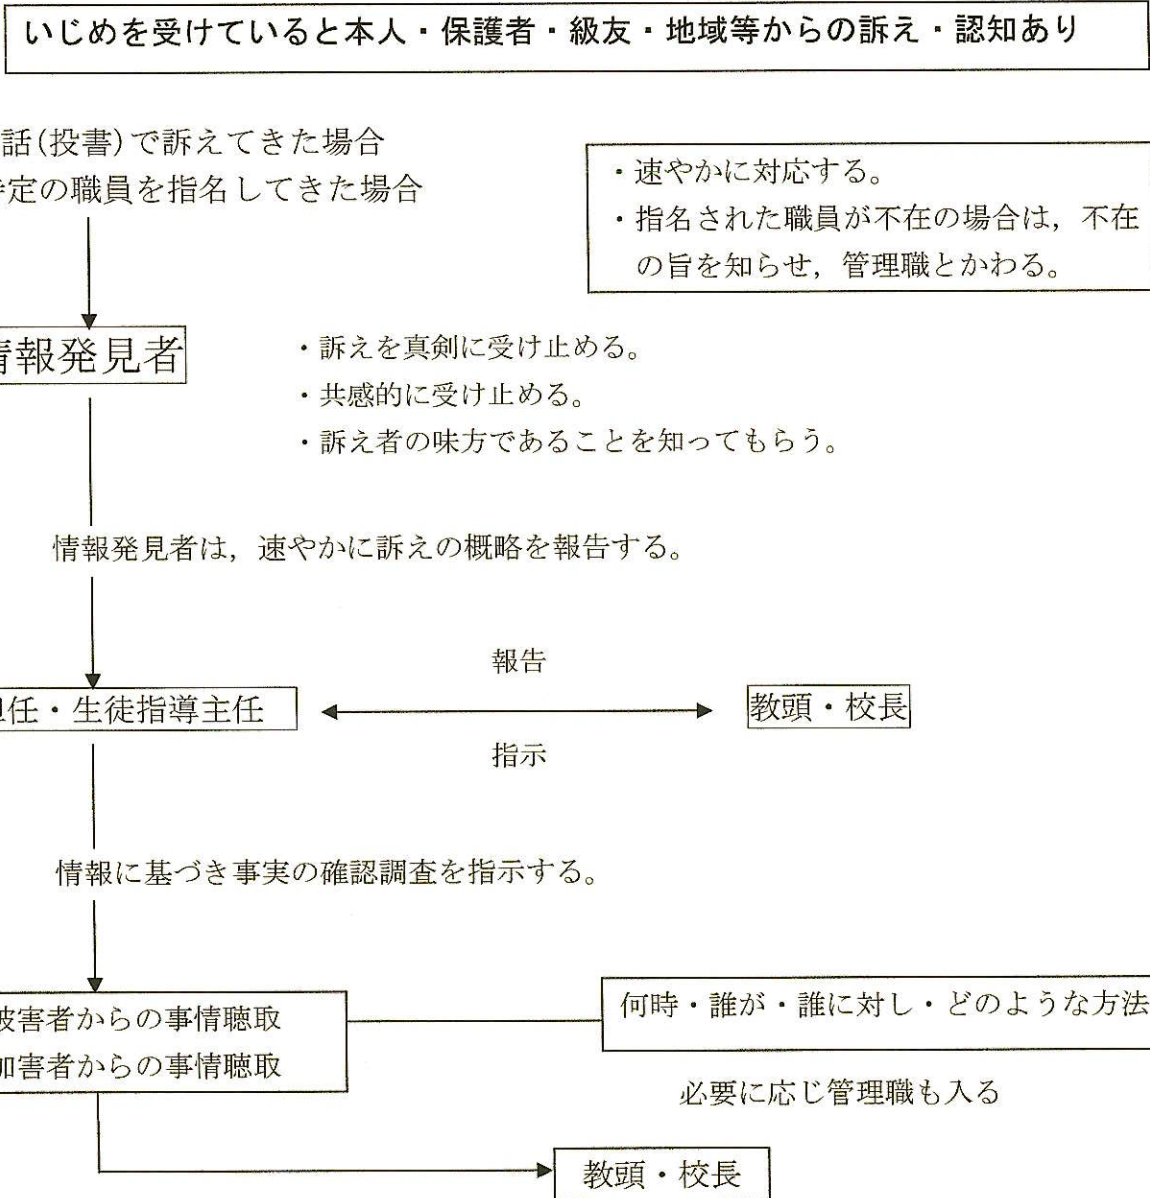 いじめを受けていると本人・保護者・級友・地域等からの訴え・認知あり
話(投書)で訴えてきた場合
特定の職員を指名してきた場合
・速やかに対応する。
・指名された職員が不在の場合は，不在
の旨を知らせ，管理職とかわる。
情報発見者
・訴えを真剣に受け止める。
・共感的に受け止める。
・訴え者の味方であることを知ってもらう。
情報発見者は，速やかに訴えの概略を報告する。
報告
担任・生徒指導主任
教頭・校長
指示
情報に基づき事実の確認調査を指示する。
被害者からの事情聴取
加害者からの事情聴取
何時・誰が・誰に対し・どのような方法
必要に応じ管理職も入る
教頭・校長